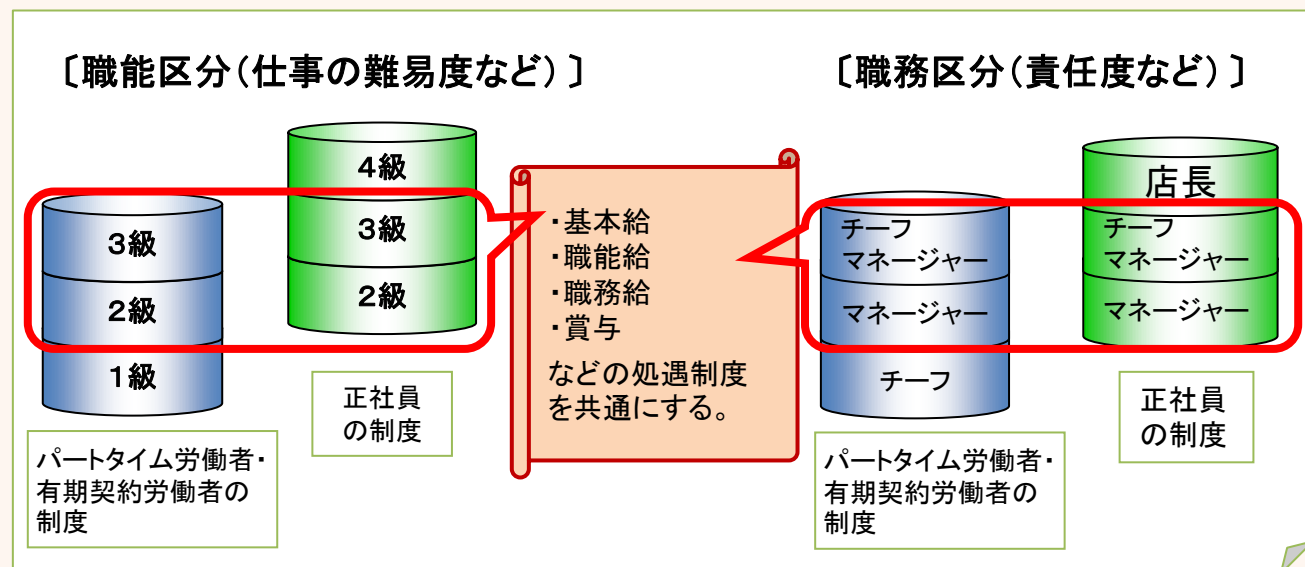 〔職能区分(仕事の難易度など)〕
4級
3級
2級
3級
2級
1級
正社員
の制度
パートタイム労働者・
有期契約労働者の
制度
・基本給
・職能給
・職務給
・賞与
などの処遇制度
を共通にする。
〔職務区分(責任度など)〕
店長
チーフ
マネージャー
マネージャー
チーフ
マネージャー
マネージャー
チーフ
正社員
の制度
パートタイム労働者・
有期契約労働者の
制度